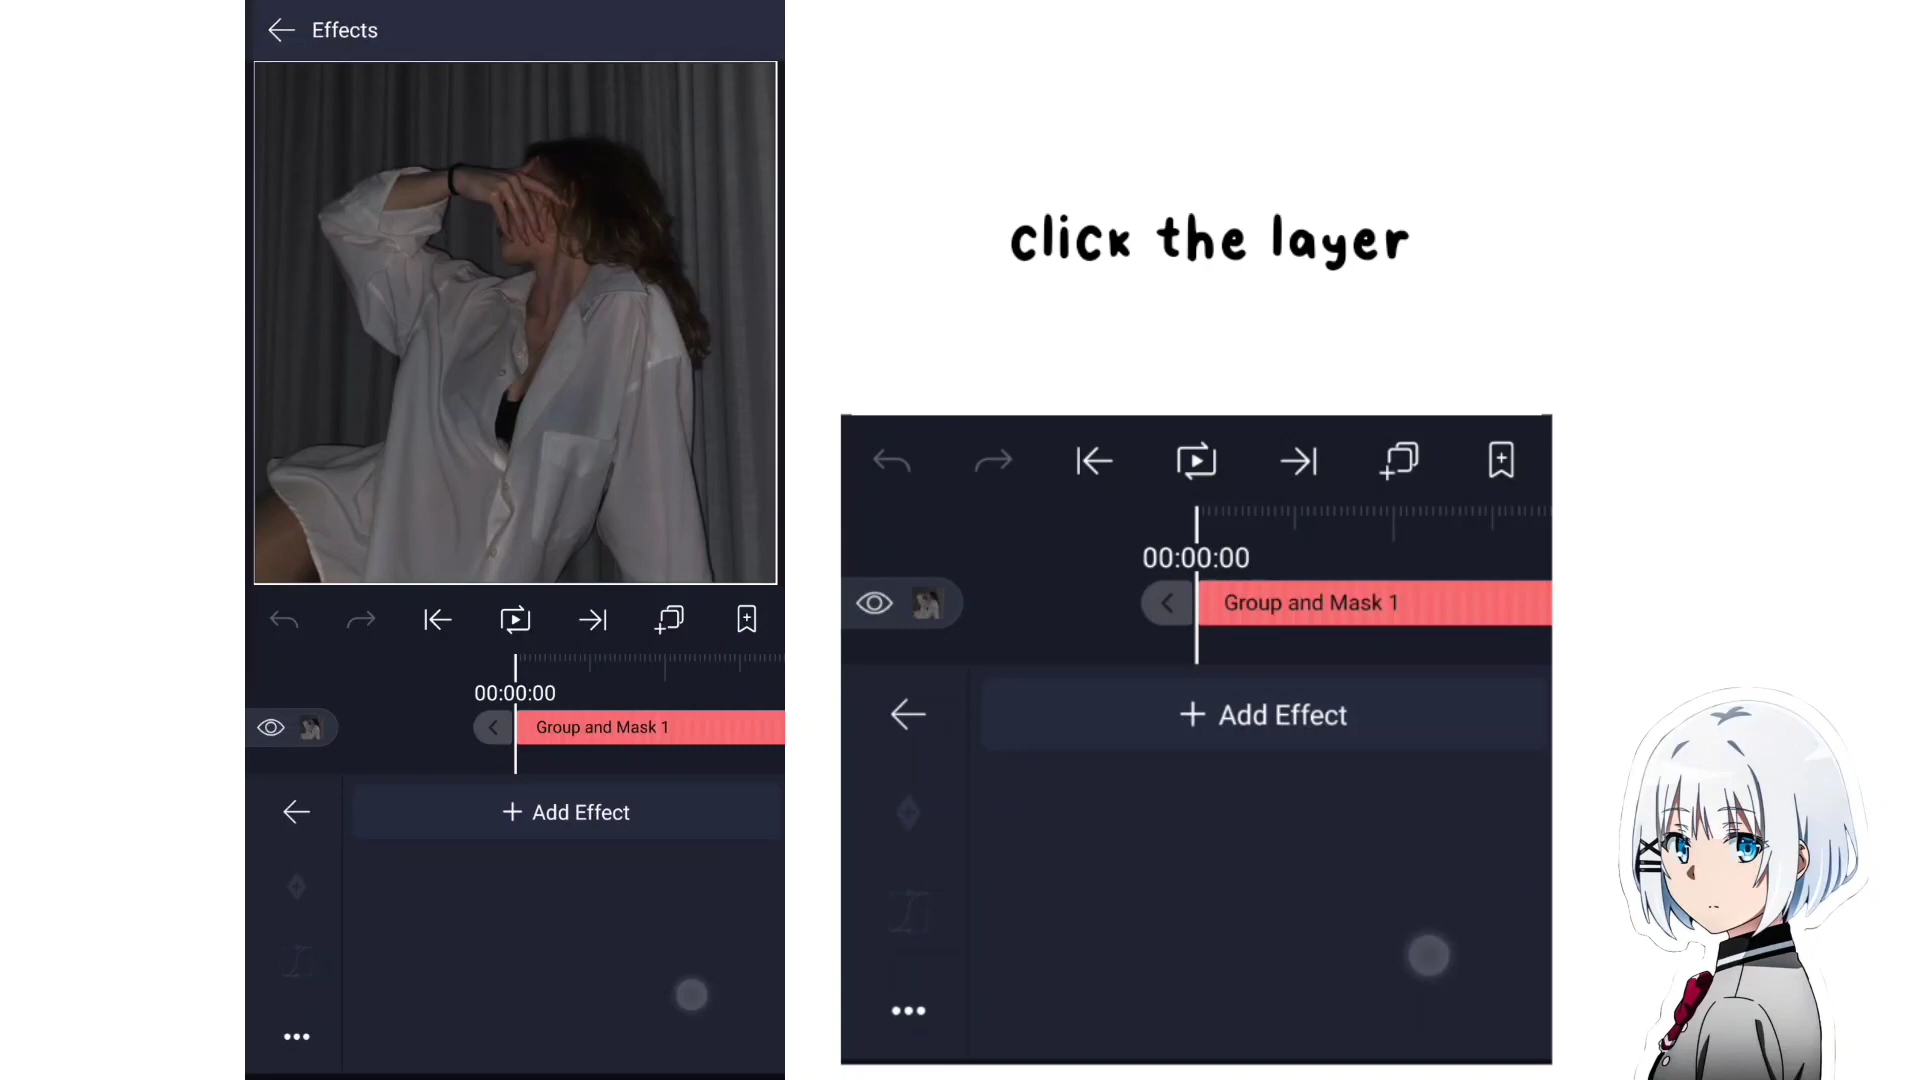 Effects
click the layer
00:00:00
Group and Mask 1
+ Add Effect
00:00:00
Group and Mask 1
+ Add Effect